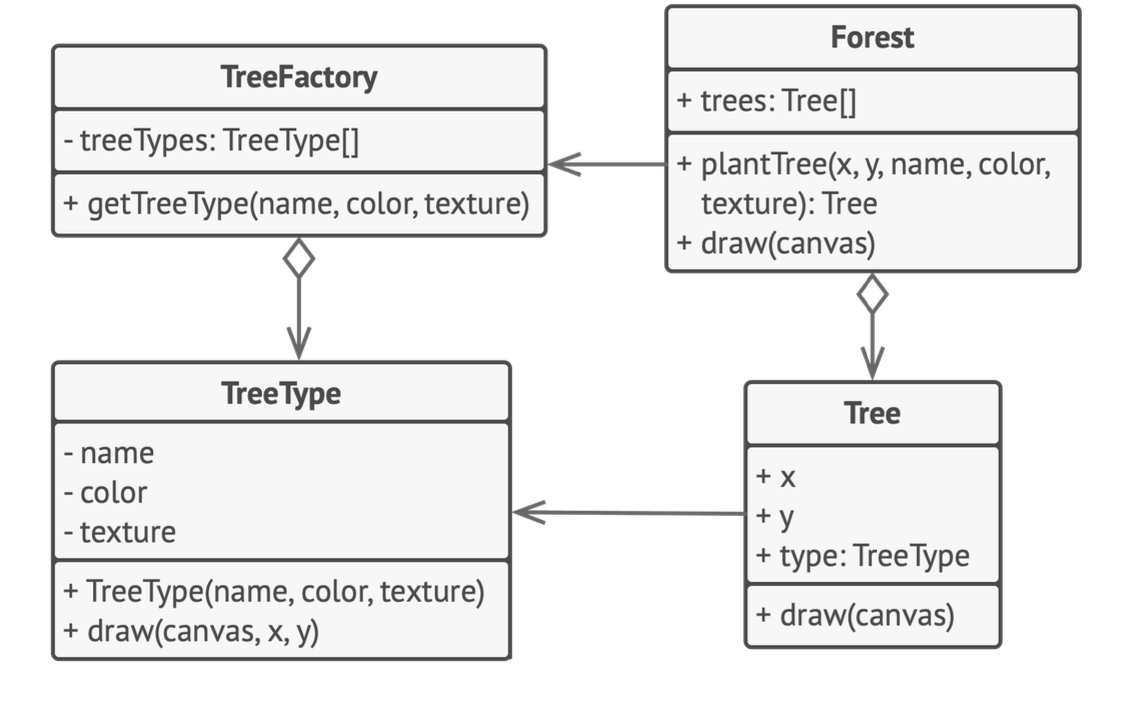 TreeFactory
- treeTypes: TreeType[]
+ getTreeType(name, color, texture)
Forest
+ trees: Tree[]
+ plantTree(x, y, name, color,
texture): Tree
+ draw(canvas)
TreeType
- name
- color
- texture
+ TreeType(name, color, texture)
+ draw(canvas, x, y)
Tree
+ x
+ y
+ type: TreeType
+ draw(canvas)